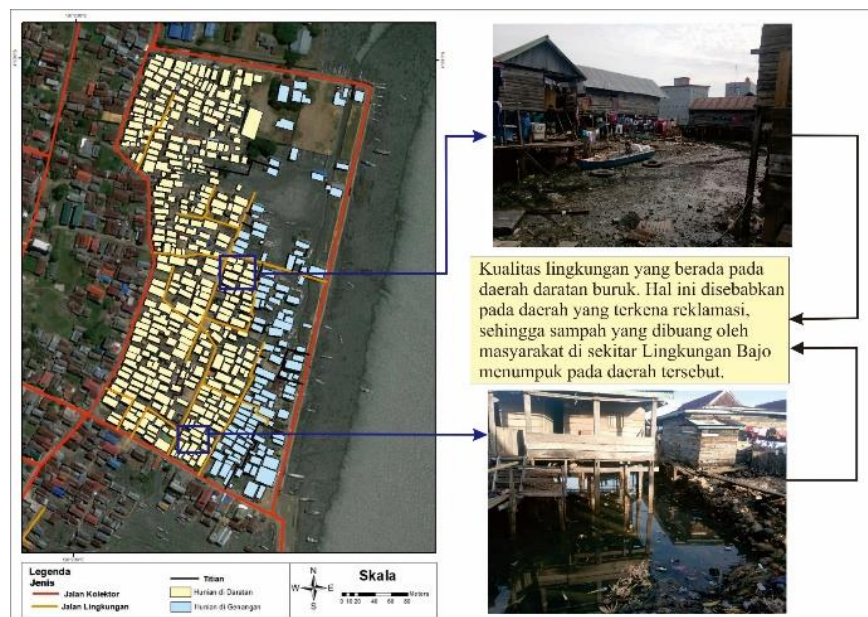 Kualitas lingkungan yang berada pada
daerah daratan buruk. Hal ini disebabkan
pada daerah yang terkena reklamasi,
sehingga sampah yang dibuang oleh
masyarakat di sekitar Lingkungan Bajo
menumpuk pada daerah tersebut.
Legenda
Jenis
Jalan Kolektor
Jalan Lingkungan
Titian
Hunian di Daratan
Hunian di Genangan
N
W E
S
Skala
Meters